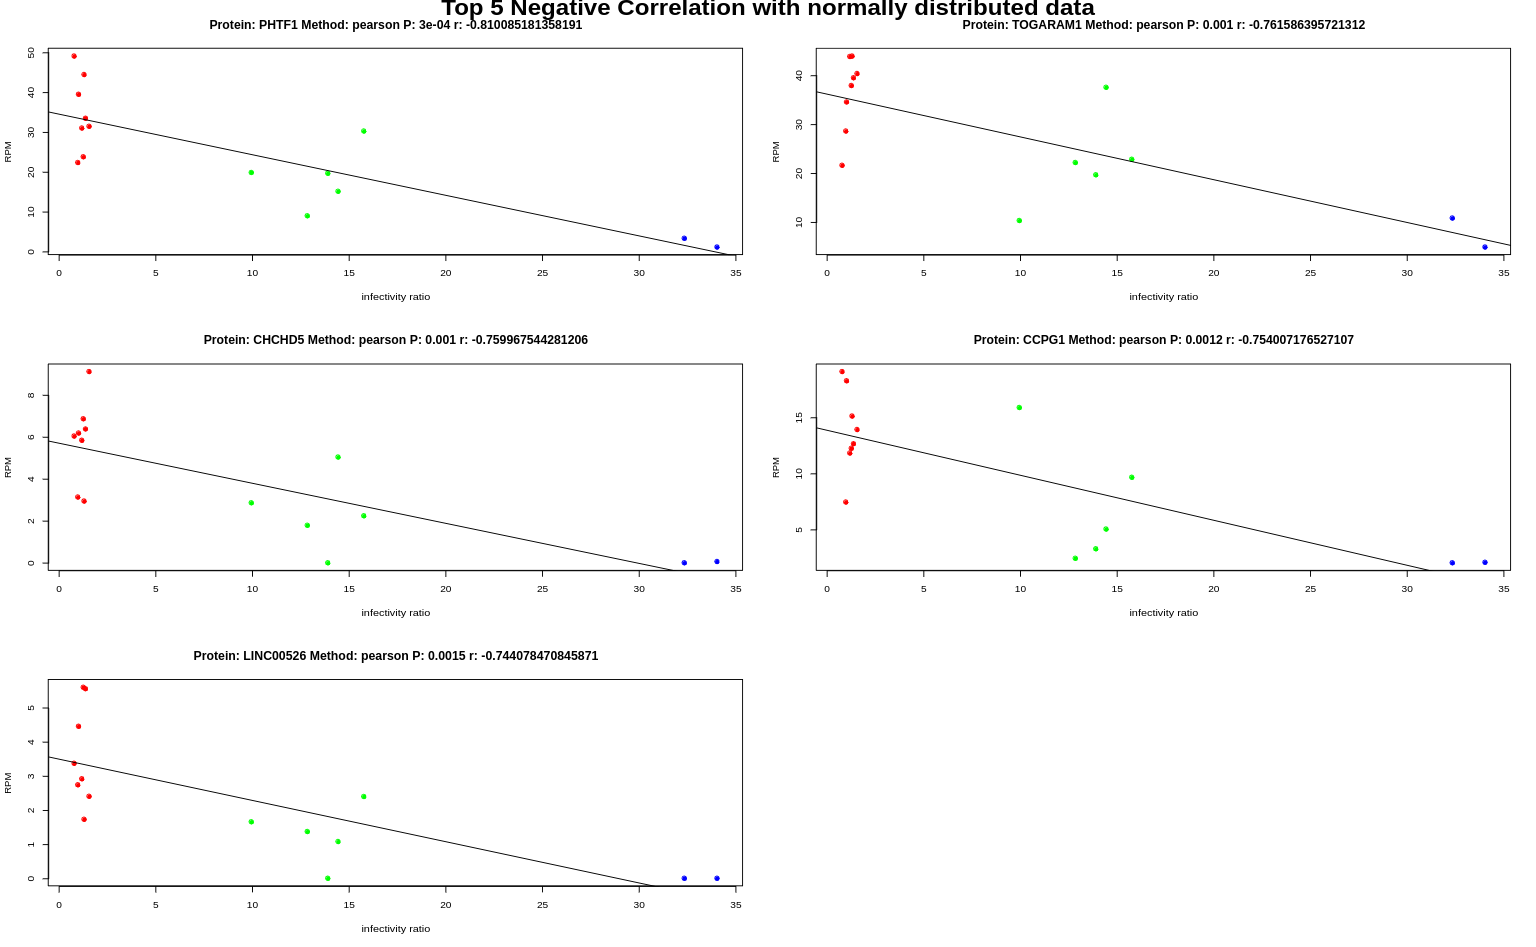 Top 5 Negative Correlation with normally distributed data
Protein: PHTF1 Method: pearson P: 3e-04 r: -0.810085181358191
RPM
0 10 20 30 40 50
0 5 10 15 20 25 30 35
infectivity ratio
Protein: TOGARAM1 Method: pearson P: 0.001 r: -0.761586395721312
RPM
10 20 30 40
0 5 10 15 20 25 30 35
infectivity ratio
Protein: CHCHD5 Method: pearson P: 0.001 r: -0.759967544281206
RPM
0 2 4 6 8
0 5 10 15 20 25 30 35
infectivity ratio
Protein: CCPG1 Method: pearson P: 0.0012 r: -0.754007176527107
RPM
5 10 15
0 5 10 15 20 25 30 35
infectivity ratio
Protein: LINC00526 Method: pearson P: 0.0015 r: -0.744078470845871
RPM
0 1 2 3 4 5
0 5 10 15 20 25 30 35
infectivity ratio